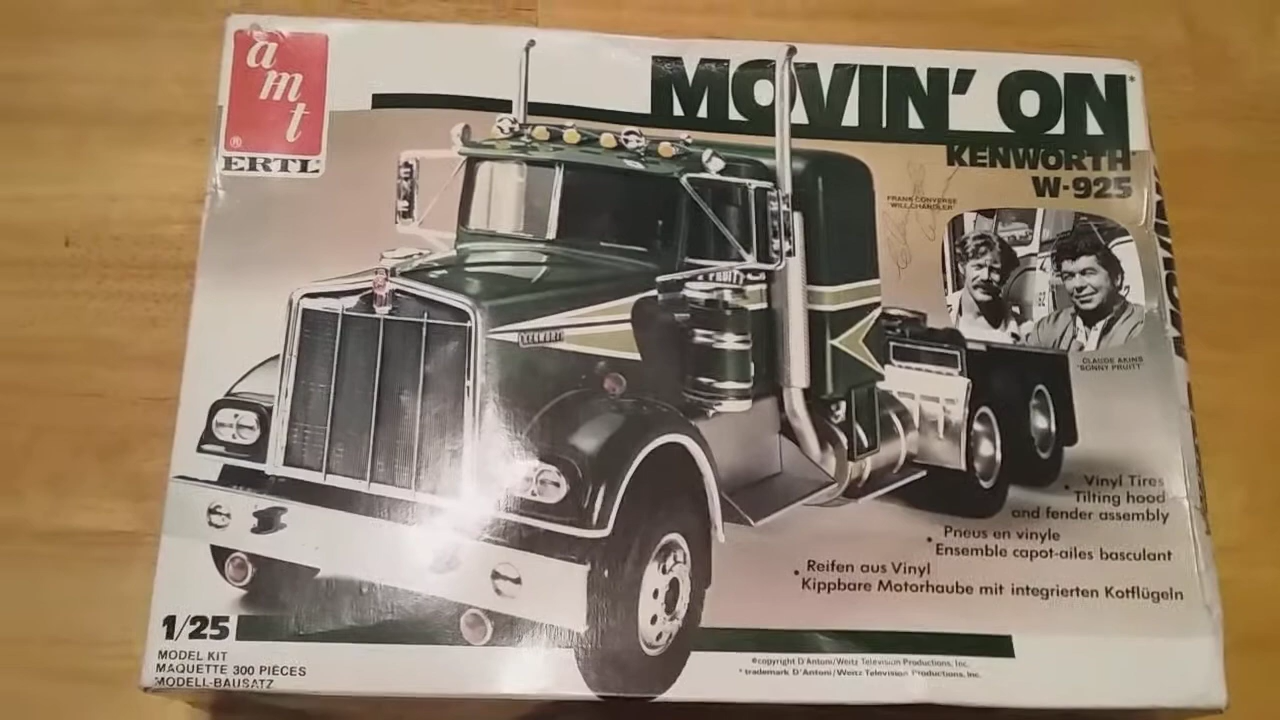 amt
®
ERTL
MOVIN' ON*
KENWORTH
W-925
FRANK CONVERSE
"WILL CHANDLER"
CLAUDE AKINS
"SONNY PRUITT"
PRUITT
• Vinyl Tires
Tilting hood
and fender assembly
• Pneus en vinyle
Ensemble capot-ailes basculant
• Reifen aus Vinyl
Kippbare Motorhaube mit integrierten Kotflügeln
1/25
MODEL KIT
MAQUETTE 300 PIÈCES
MODELL-BAUSATZ
©copyright D'Antoni/Weitz Television Productions, Inc.
* trademark D'Antoni/Weitz Television Productions, Inc.